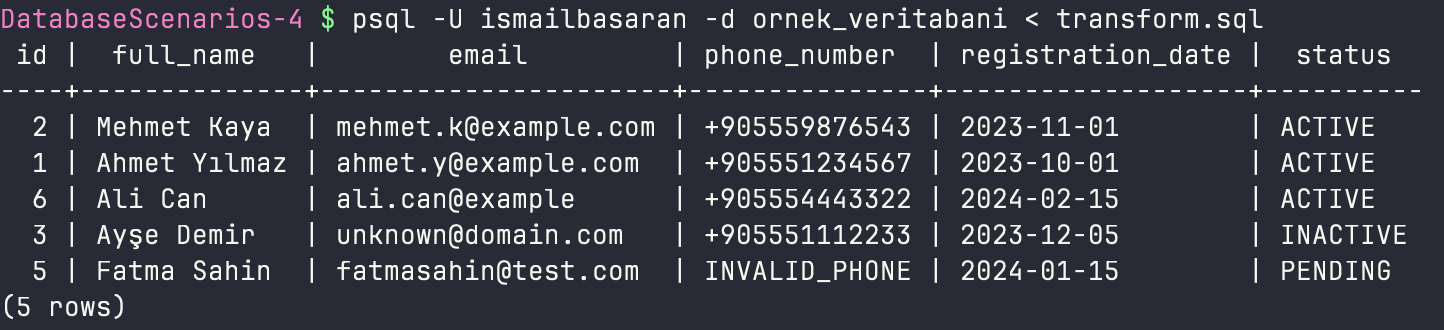 DatabaseScenarios-4 $ psql -U ismailbasaran -d ornek_veritabani < transform.sql
 id |  full_name   |        email         | phone_number  | registration_date |  status
----+--------------+----------------------+---------------+-------------------+----------
  2 | Mehmet Kaya  | mehmet.k@example.com | +905559876543 | 2023-11-01        | ACTIVE
  1 | Ahmet Yılmaz | ahmet.y@example.com  | +905551234567 | 2023-10-01        | ACTIVE
  6 | Ali Can      | ali.can@example      | +905554443322 | 2024-02-15        | ACTIVE
  3 | Ayşe Demir   | unknown@domain.com   | +905551112233 | 2023-12-05        | INACTIVE
  5 | Fatma Sahin  | fatmasahin@test.com  | INVALID_PHONE | 2024-01-15        | PENDING
(5 rows)